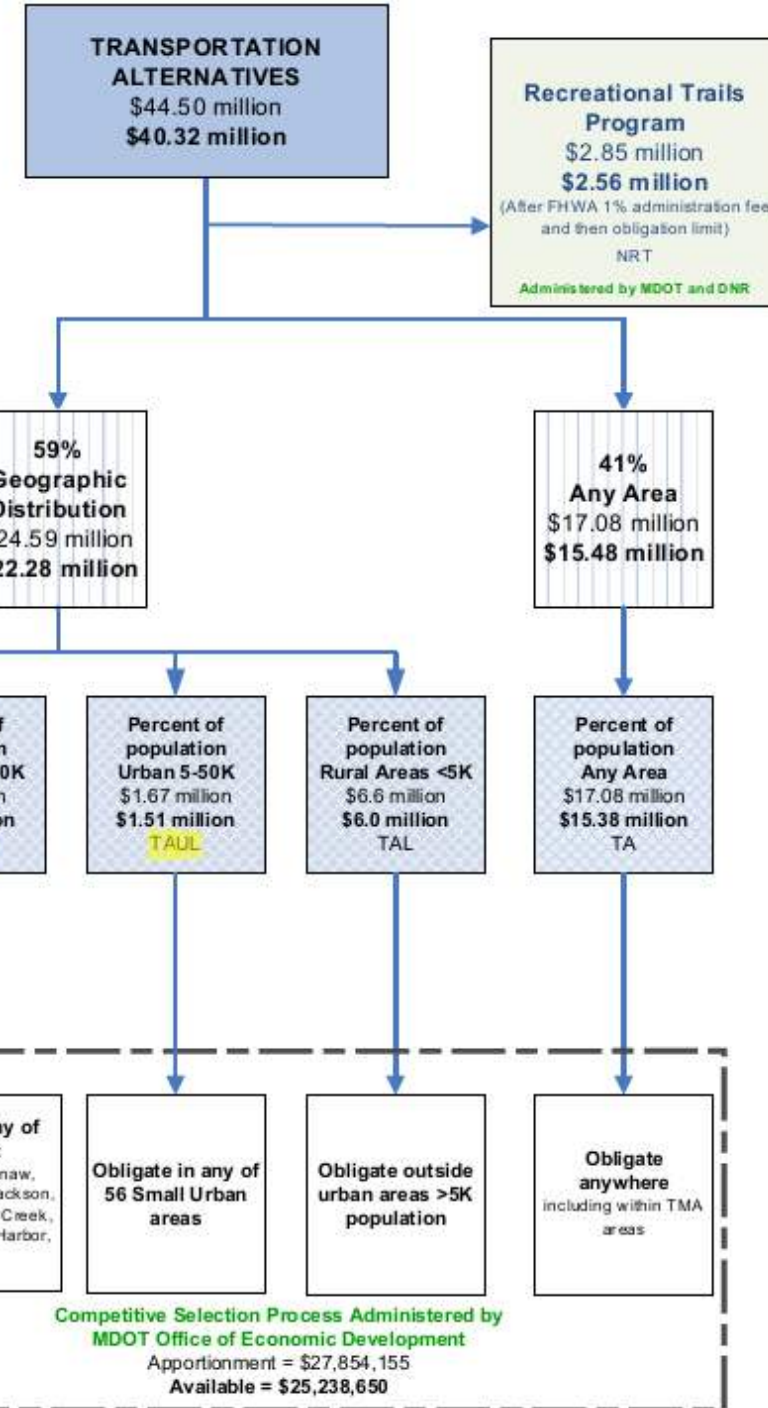 TRANSPORTATION
ALTERNATIVES
$44.50 million
$40.32 million
Recreational Trails
Program
$2.85 million
$2.56 million
(After FHWA 1% administration fee
and then obligation limit)
NRT
Administered by MDOT and DNR
59%
Geographic
Distribution
24.59 million
22.28 million
41%
Any Area
$17.08 million
$15.48 million
0K
Percent of
population
Urban 5-50K
$1.67 million
$1.51 million
TAUL
Percent of
population
Rural Areas <5K
$6.6 million
$6.0 million
TAL
Percent of
population
Any Area
$17.08 million
$15.38 million
TA
of
naw,
ackson,
Creek,
Harbor,
Obligate in any of
56 Small Urban
areas
Obligate outside
urban areas >5K
population
Obligate
anywhere
including within TMA
areas
Competitive Selection Process Administered by
MDOT Office of Economic Development
Apportionment = $27,854,155
Available = $25,238,650